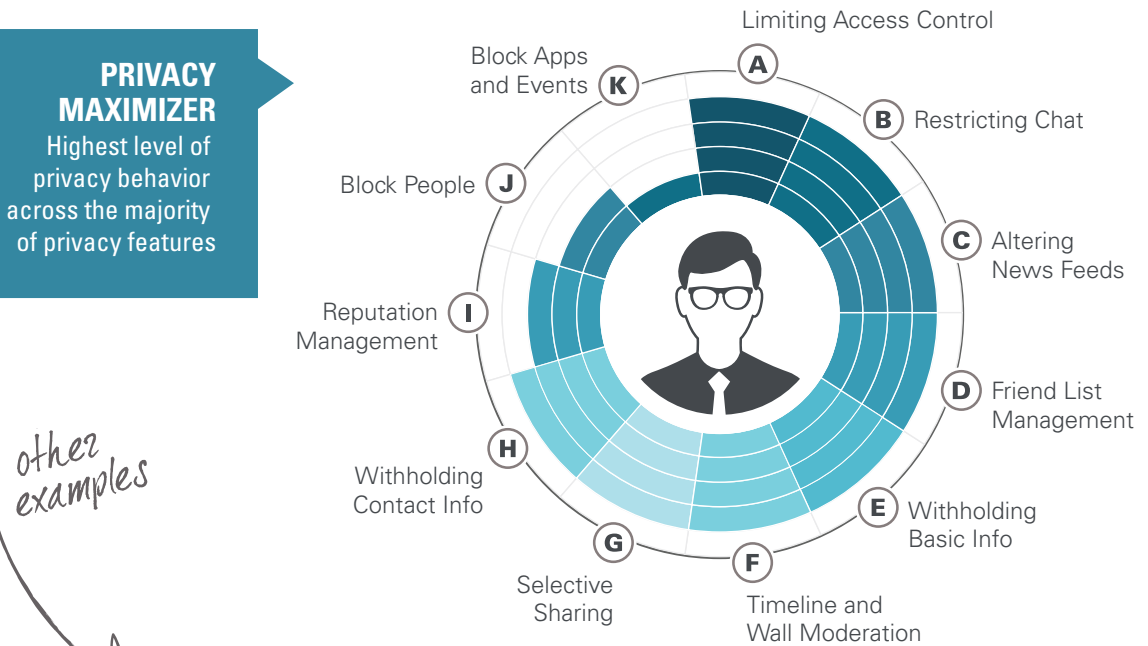 PRIVACY
MAXIMIZER
Highest level of
privacy behavior
across the majority
of privacy features
Limiting Access Control
A
B
Restricting Chat
C
Altering
News Feeds
D
Friend List
Management
E
Withholding
Basic Info
F
Timeline and
Wall Moderation
G
Selective
Sharing
H
Withholding
Contact Info
I
Reputation
Management
J
Block People
K
Block Apps
and Events
other
examples